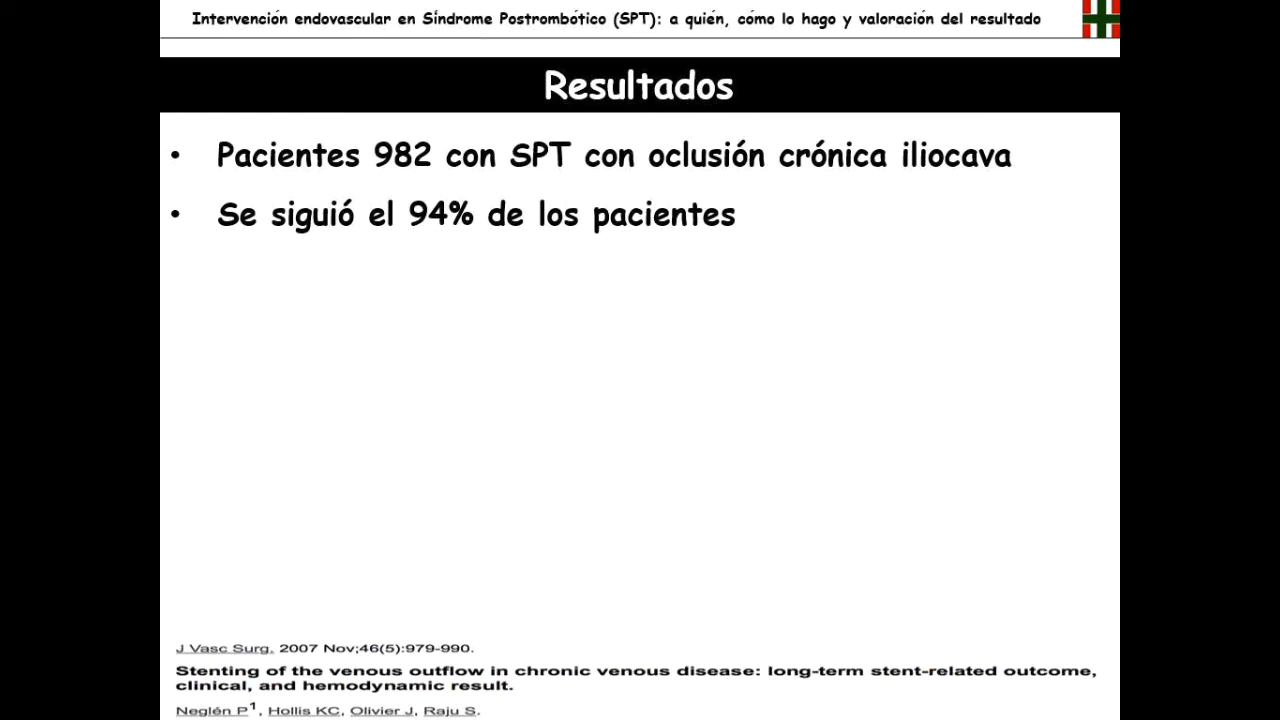 Intervención endovascular en Síndrome Postrombótico (SPT): a quién, cómo lo hago y valoración del resultado
Resultados
• Pacientes 982 con SPT con oclusión crónica iliocava
• Se siguió el 94% de los pacientes
J Vasc Surg. 2007 Nov;46(5):979-990.
Stenting of the venous outflow in chronic venous disease: long-term stent-related outcome,
clinical, and hemodynamic result.
Neglén P1, Hollis KC, Olivier J, Raju S.